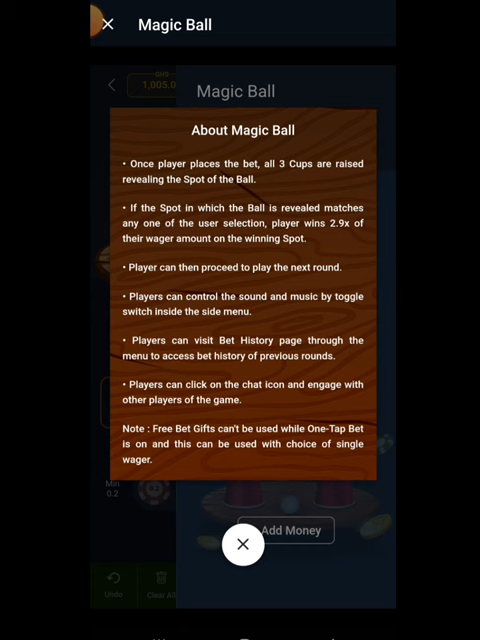 Magic Ball
GHS
1,005.0
Magic Ball
About Magic Ball
• Once player places the bet, all 3 Cups are raised
revealing the Spot of the Ball.
• If the Spot in which the Ball is revealed matches
any one of the user selection, player wins 2.9x of
their wager amount on the winning Spot.
• Player can then proceed to play the next round.
• Players can control the sound and music by toggle
switch inside the side menu.
• Players can visit Bet History page through the
menu to access bet history of previous rounds.
• Players can click on the chat icon and engage with
other players of the game.
Note : Free Bet Gifts can't be used while One-Tap Bet
is on and this can be used with choice of single
wager.
Min
0.2
Add Money
Undo
Clear All